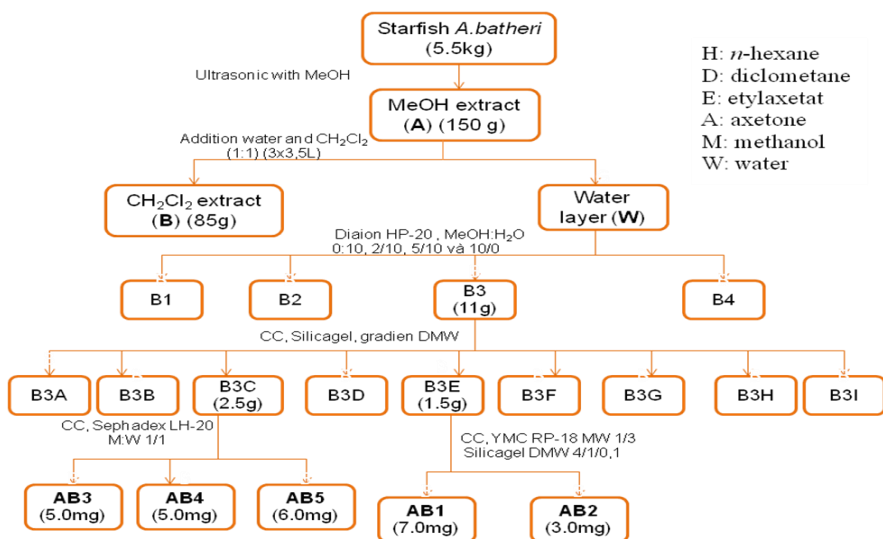 Starfish A.batheri
(5.5kg)
H: n-hexane
D: diclometane
E: etylaxetat
A: axetone
M: methanol
W: water
Ultrasonic with MeOH
MeOH extract
(A) (150 g)
Addition water and CH₂Cl₂
(1:1) (3x3,5L)
CH₂Cl₂ extract
(B) (85g)
Water
layer (W)
Diaion HP-20 , MeOH:H₂O
0:10, 2/10, 5/10 và 10/0
B1
B2
B3
(11g)
B4
CC, Silicagel, gradien DMW
B3A
B3B
B3C
(2.5g)
B3D
B3E
(1.5g)
B3F
B3G
B3H
B3I
CC, Sephadex LH-20
M:W 1/1
CC, YMC RP-18 MW 1/3
Silicagel DMW 4/1/0,1
AB3
(5.0mg)
AB4
(5.0mg)
AB5
(6.0mg)
AB1
(7.0mg)
AB2
(3.0mg)